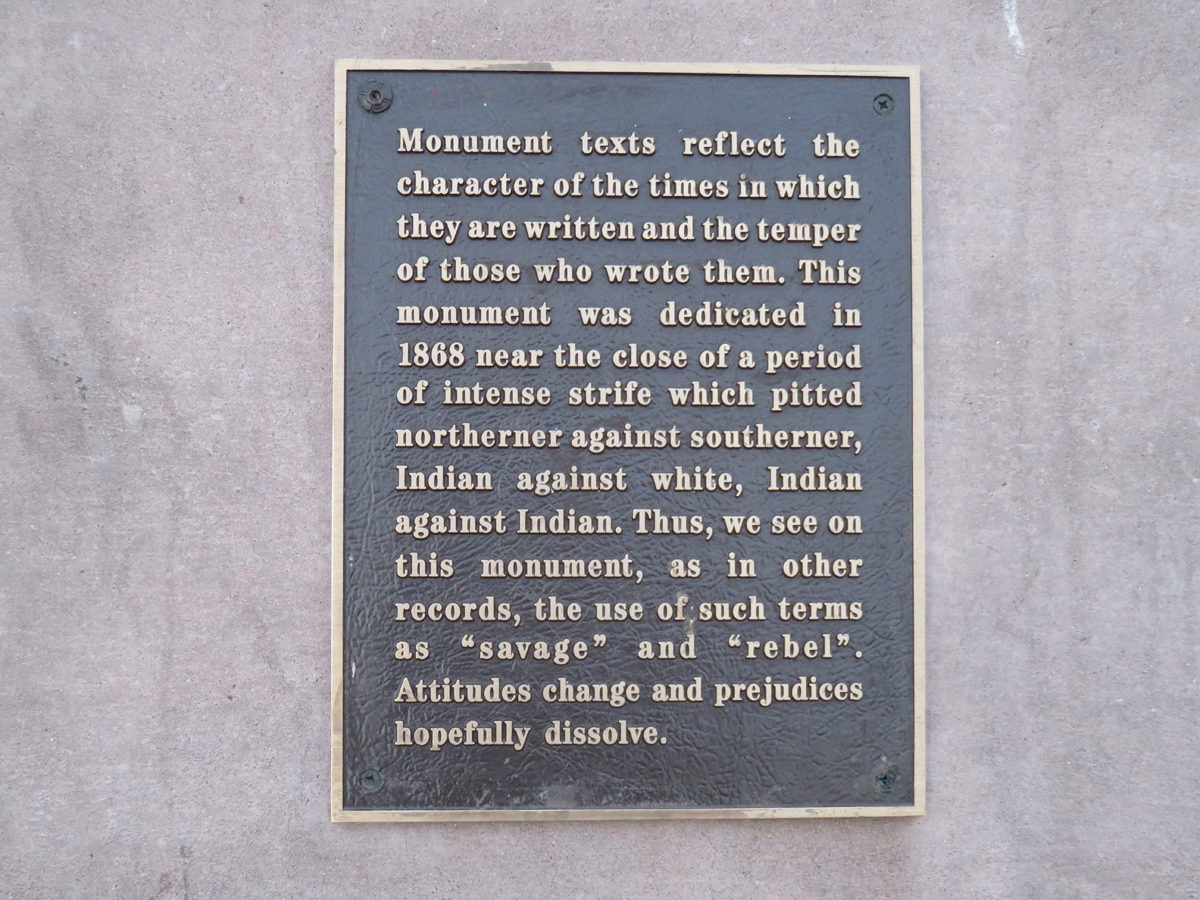 Monument texts reflect the
character of the times in which
they are written and the temper
of those who wrote them. This
monument was dedicated in
1868 near the close of a period
of intense strife which pitted
northerner against southerner,
Indian against white, Indian
against Indian. Thus, we see on
this monument, as in other
records, the use of such terms
as “savage” and “rebel”.
Attitudes change and prejudices
hopefully dissolve.